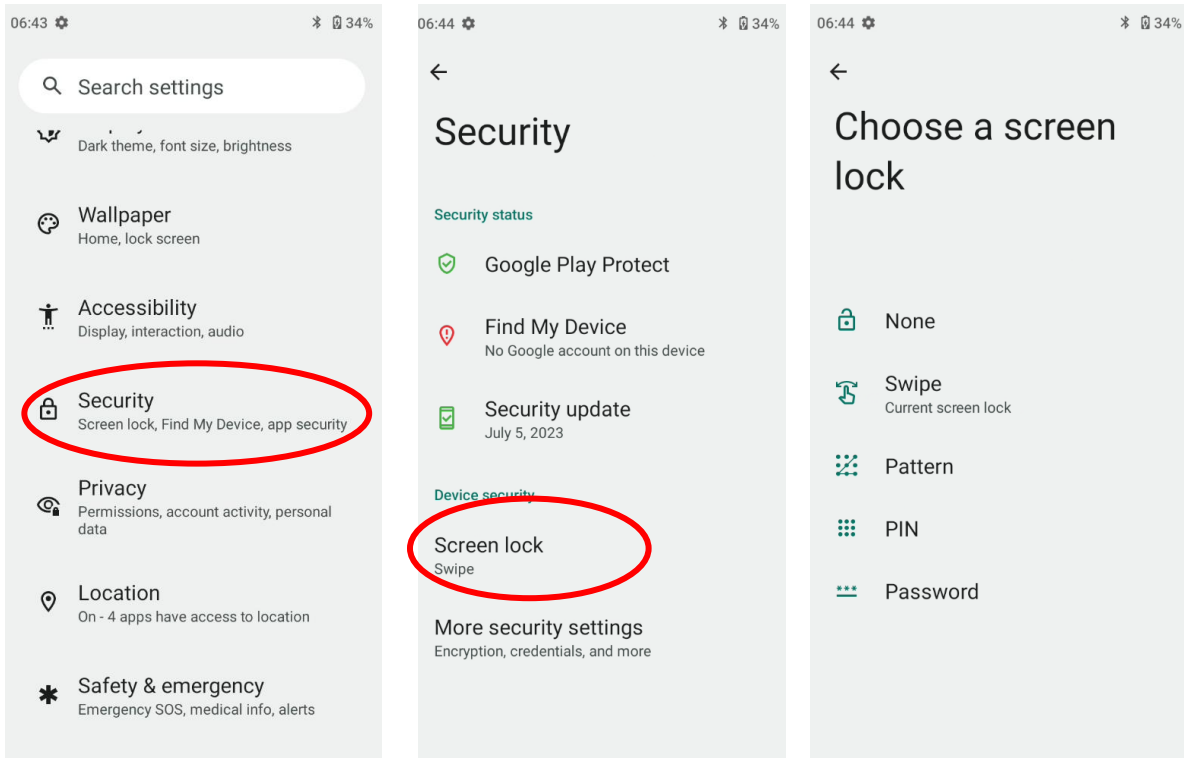 06:43 34%
Search settings
Dark theme, font size, brightness
Wallpaper
Home, lock screen
Accessibility
Display, interaction, audio
Security
Screen lock, Find My Device, app security
Privacy
Permissions, account activity, personal
data
Location
On - 4 apps have access to location
Safety & emergency
Emergency SOS, medical info, alerts
06:44 34%
Security
Security status
Google Play Protect
Find My Device
No Google account on this device
Security update
July 5, 2023
Device security
Screen lock
Swipe
More security settings
Encryption, credentials, and more
06:44 34%
Choose a screen
lock
None
Swipe
Current screen lock
Pattern
PIN
Password